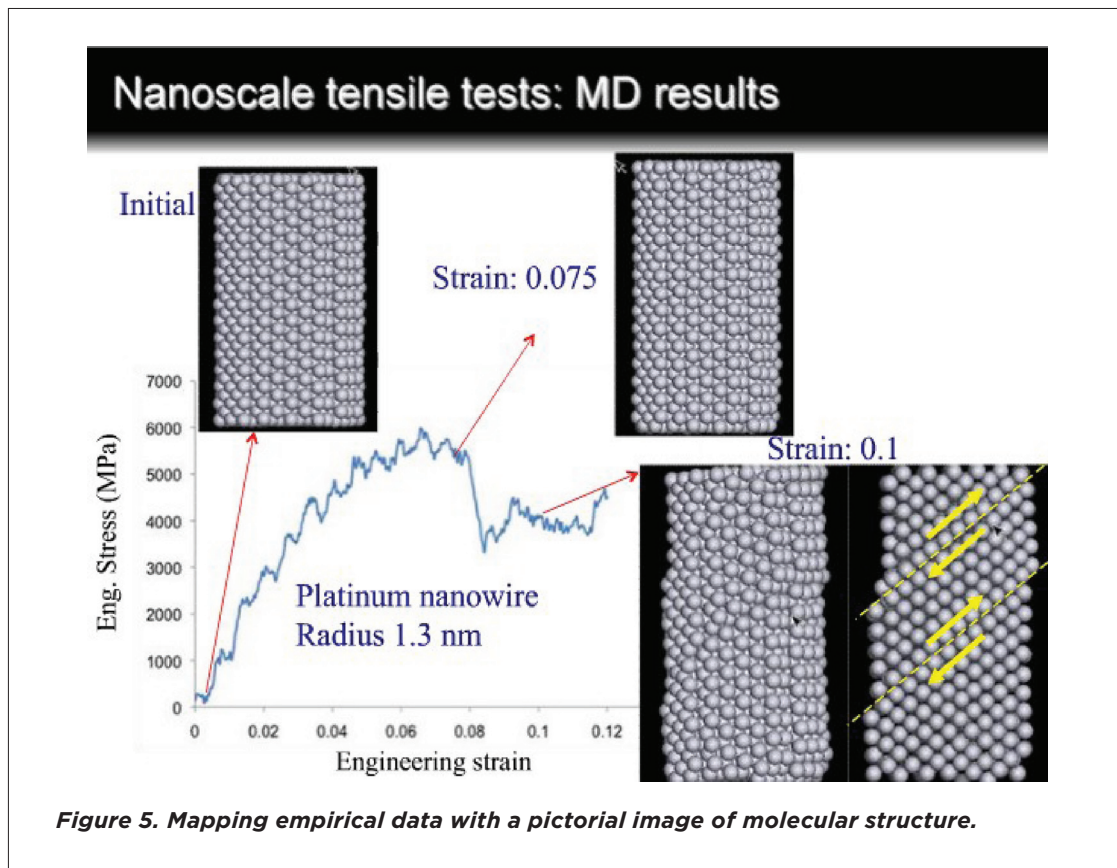 Nanoscale tensile tests: MD results
Initial
Strain: 0.075
Strain: 0.1
7000
6000
5000
4000
3000
2000
1000
0
Eng. Stress (MPa)
Platinum nanowire
Radius 1.3 nm
0 0.02 0.04 0.06 0.08 0.1 0.12
Engineering strain
Figure 5. Mapping empirical data with a pictorial image of molecular structure.